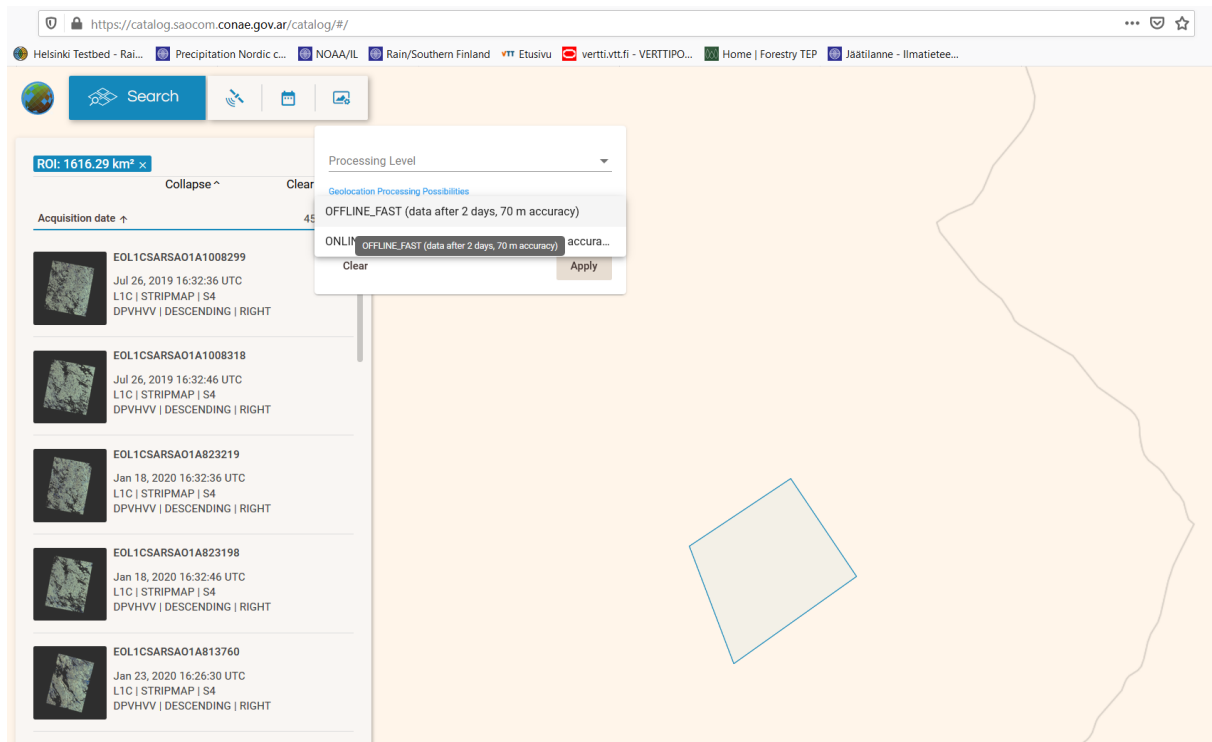 https://catalog.saocom.conae.gov.ar/catalog/#/
Helsinki Testbed - Rai... Precipitation Nordic c... NOAA/IL Rain/Southern Finland VTT Etusivu vertti.vtt.fi - VERTTIPO... Home | Forestry TEP Jäätilanne - Ilmatietee...
Search
ROI: 1616.29 km² ×
Collapse ^ Clear
Acquisition date ↑ 45
Processing Level
Geolocation Processing Possibilities
OFFLINE_FAST (data after 2 days, 70 m accuracy)
ONLIN accura...
OFFLINE_FAST (data after 2 days, 70 m accuracy)
Clear Apply
EOL1CSARSAO1A1008299
Jul 26, 2019 16:32:36 UTC
L1C | STRIPMAP | S4
DPVHVV | DESCENDING | RIGHT
EOL1CSARSAO1A1008318
Jul 26, 2019 16:32:46 UTC
L1C | STRIPMAP | S4
DPVHVV | DESCENDING | RIGHT
EOL1CSARSAO1A823219
Jan 18, 2020 16:32:36 UTC
L1C | STRIPMAP | S4
DPVHVV | DESCENDING | RIGHT
EOL1CSARSAO1A823198
Jan 18, 2020 16:32:46 UTC
L1C | STRIPMAP | S4
DPVHVV | DESCENDING | RIGHT
EOL1CSARSAO1A813760
Jan 23, 2020 16:26:30 UTC
L1C | STRIPMAP | S4
DPVHVV | DESCENDING | RIGHT